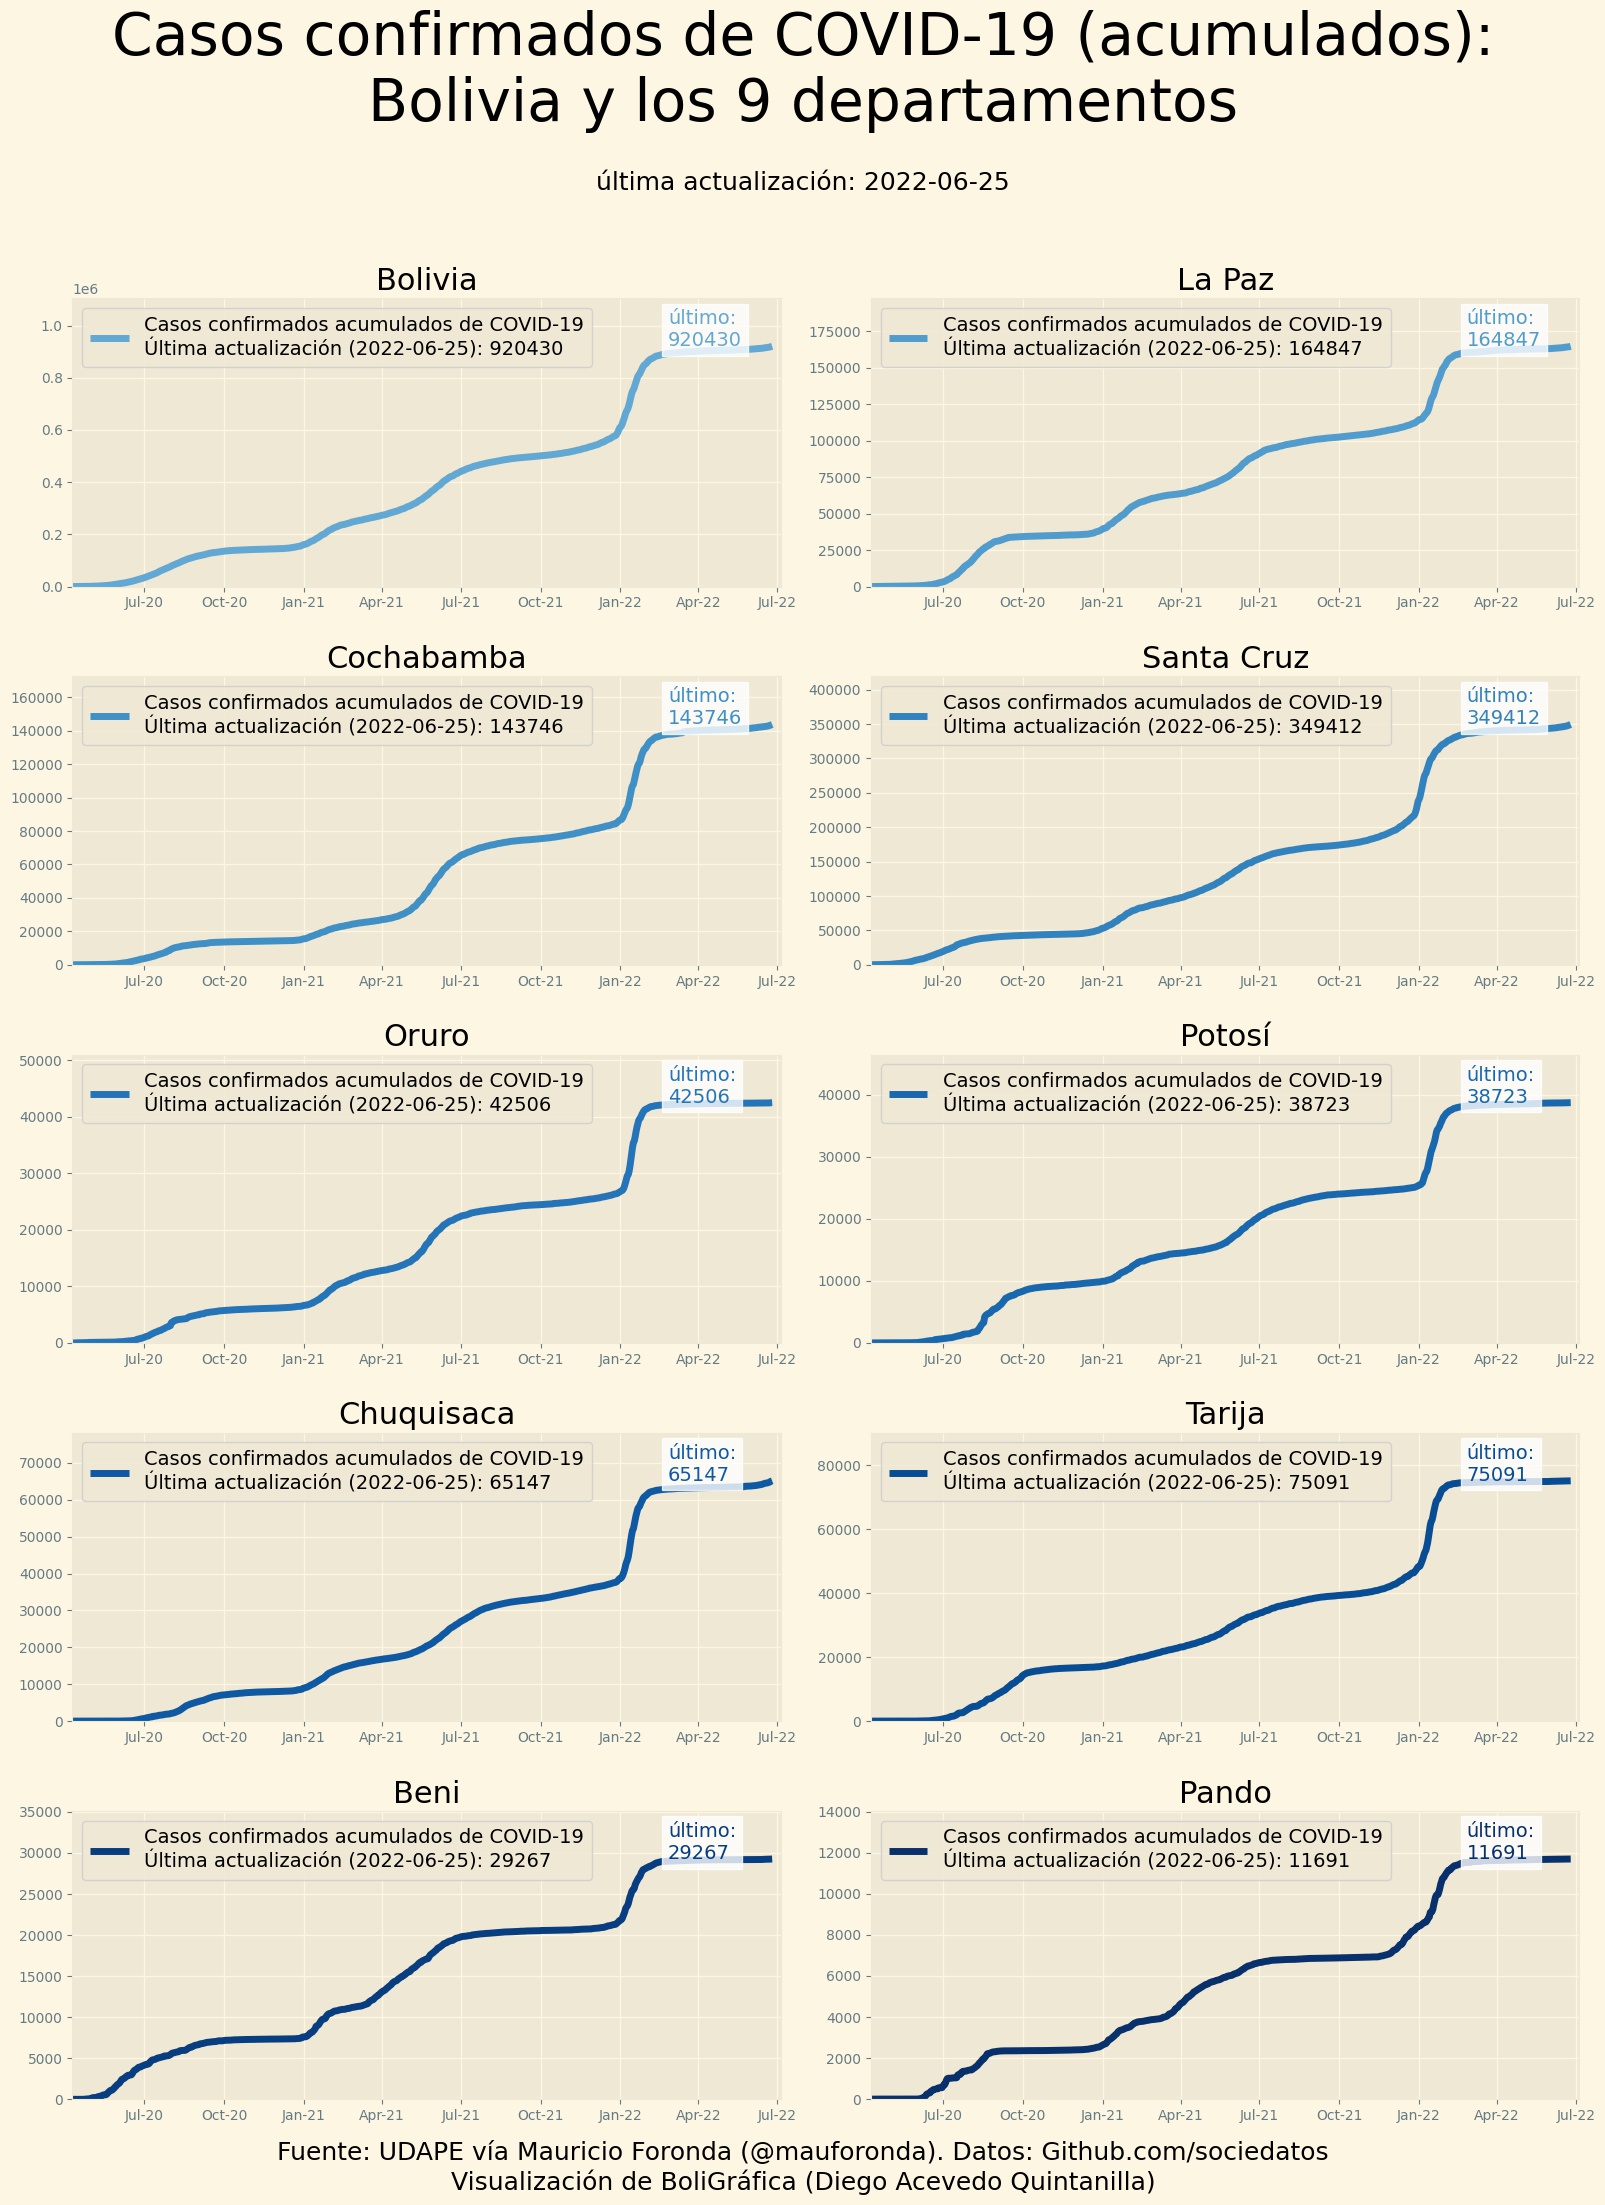 Casos confirmados de COVID-19 (acumulados):
Bolivia y los 9 departamentos
última actualización: 2022-06-25
Bolivia
1e6
Casos confirmados acumulados de COVID-19
Última actualización (2022-06-25): 920430
último:
920430
1.0
0.8
0.6
0.4
0.2
0.0
Jul-20 Oct-20 Jan-21 Apr-21 Jul-21 Oct-21 Jan-22 Apr-22 Jul-22
La Paz
Casos confirmados acumulados de COVID-19
Última actualización (2022-06-25): 164847
último:
164847
175000
150000
125000
100000
75000
50000
25000
0
Jul-20 Oct-20 Jan-21 Apr-21 Jul-21 Oct-21 Jan-22 Apr-22 Jul-22
Cochabamba
Casos confirmados acumulados de COVID-19
Última actualización (2022-06-25): 143746
último:
143746
160000
140000
120000
100000
80000
60000
40000
20000
0
Jul-20 Oct-20 Jan-21 Apr-21 Jul-21 Oct-21 Jan-22 Apr-22 Jul-22
Santa Cruz
Casos confirmados acumulados de COVID-19
Última actualización (2022-06-25): 349412
último:
349412
400000
350000
300000
250000
200000
150000
100000
50000
0
Jul-20 Oct-20 Jan-21 Apr-21 Jul-21 Oct-21 Jan-22 Apr-22 Jul-22
Oruro
Casos confirmados acumulados de COVID-19
Última actualización (2022-06-25): 42506
último:
42506
50000
40000
30000
20000
10000
0
Jul-20 Oct-20 Jan-21 Apr-21 Jul-21 Oct-21 Jan-22 Apr-22 Jul-22
Potosí
Casos confirmados acumulados de COVID-19
Última actualización (2022-06-25): 38723
último:
38723
40000
30000
20000
10000
0
Jul-20 Oct-20 Jan-21 Apr-21 Jul-21 Oct-21 Jan-22 Apr-22 Jul-22
Chuquisaca
Casos confirmados acumulados de COVID-19
Última actualización (2022-06-25): 65147
último:
65147
70000
60000
50000
40000
30000
20000
10000
0
Jul-20 Oct-20 Jan-21 Apr-21 Jul-21 Oct-21 Jan-22 Apr-22 Jul-22
Tarija
Casos confirmados acumulados de COVID-19
Última actualización (2022-06-25): 75091
último:
75091
80000
60000
40000
20000
0
Jul-20 Oct-20 Jan-21 Apr-21 Jul-21 Oct-21 Jan-22 Apr-22 Jul-22
Beni
Casos confirmados acumulados de COVID-19
Última actualización (2022-06-25): 29267
último:
29267
35000
30000
25000
20000
15000
10000
5000
0
Jul-20 Oct-20 Jan-21 Apr-21 Jul-21 Oct-21 Jan-22 Apr-22 Jul-22
Pando
Casos confirmados acumulados de COVID-19
Última actualización (2022-06-25): 11691
último:
11691
14000
12000
10000
8000
6000
4000
2000
0
Jul-20 Oct-20 Jan-21 Apr-21 Jul-21 Oct-21 Jan-22 Apr-22 Jul-22
Fuente: UDAPE vía Mauricio Foronda (@mauforonda). Datos: Github.com/sociedatos
Visualización de BoliGráfica (Diego Acevedo Quintanilla)